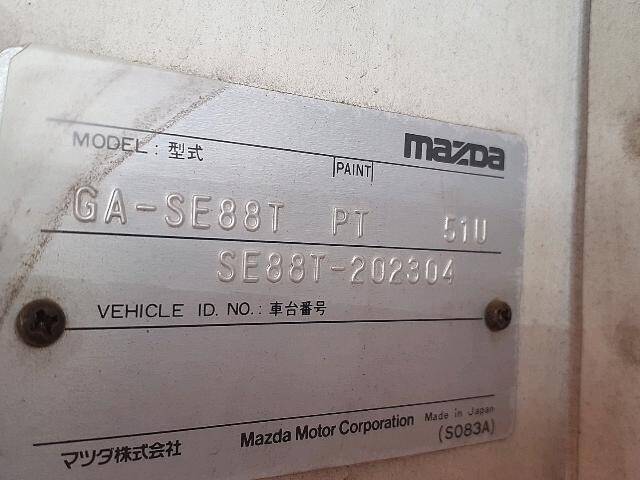 mazda
MODEL : 型式 PAINT
GA-SE88T PT 51U
SE88T-202304
VEHICLE ID. NO. : 車台番号
マツダ株式会社 Mazda Motor Corporation Made in Japan
(S083A)